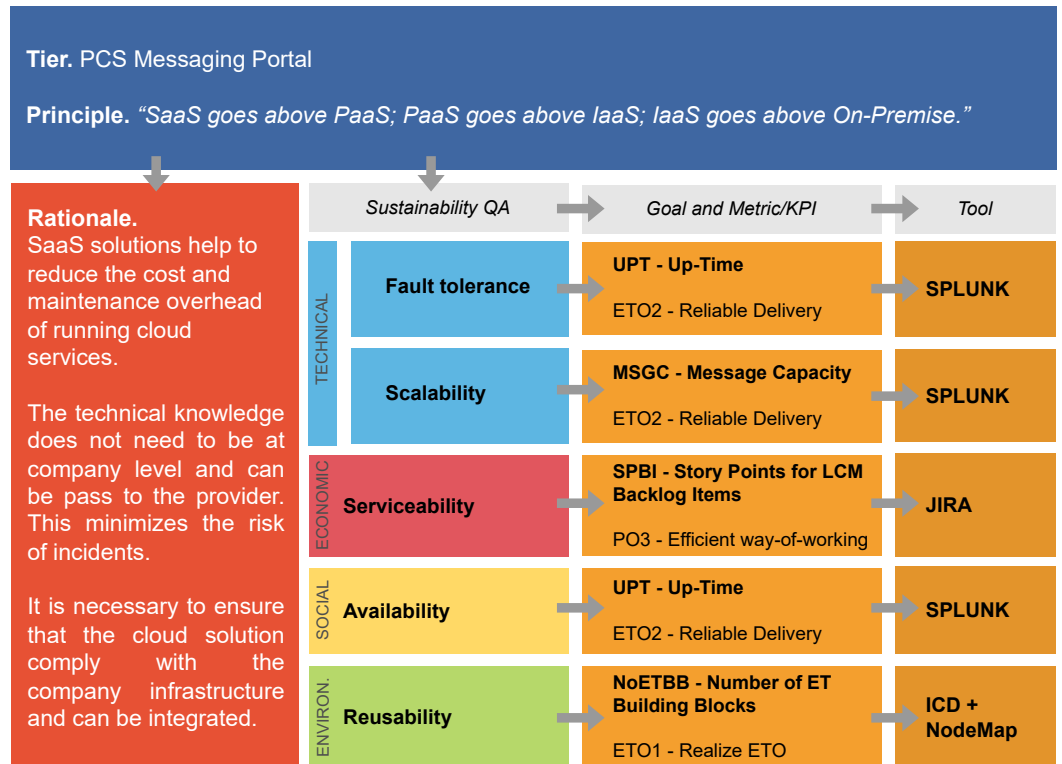 Tier. PCS Messaging Portal
Principle. “SaaS goes above PaaS; PaaS goes above IaaS; IaaS goes above On-Premise.”
Rationale.
SaaS solutions help to
reduce the cost and
maintenance overhead
of running cloud
services.
The technical knowledge
does not need to be at
company level and can
be pass to the provider.
This minimizes the risk
of incidents.
It is necessary to ensure
that the cloud solution
comply with the
company infrastructure
and can be integrated.
Sustainability QA
Goal and Metric/KPI
Tool
TECHNICAL
Fault tolerance
UPT - Up-Time
ETO2 - Reliable Delivery
SPLUNK
Scalability
MSGC - Message Capacity
ETO2 - Reliable Delivery
SPLUNK
ECONOMIC
Serviceability
SPBI - Story Points for LCM
Backlog Items
PO3 - Efficient way-of-working
JIRA
SOCIAL
Availability
UPT - Up-Time
ETO2 - Reliable Delivery
SPLUNK
ENVIRON.
Reusability
NoETBB - Number of ET
Building Blocks
ETO1 - Realize ETO
ICD +
NodeMap